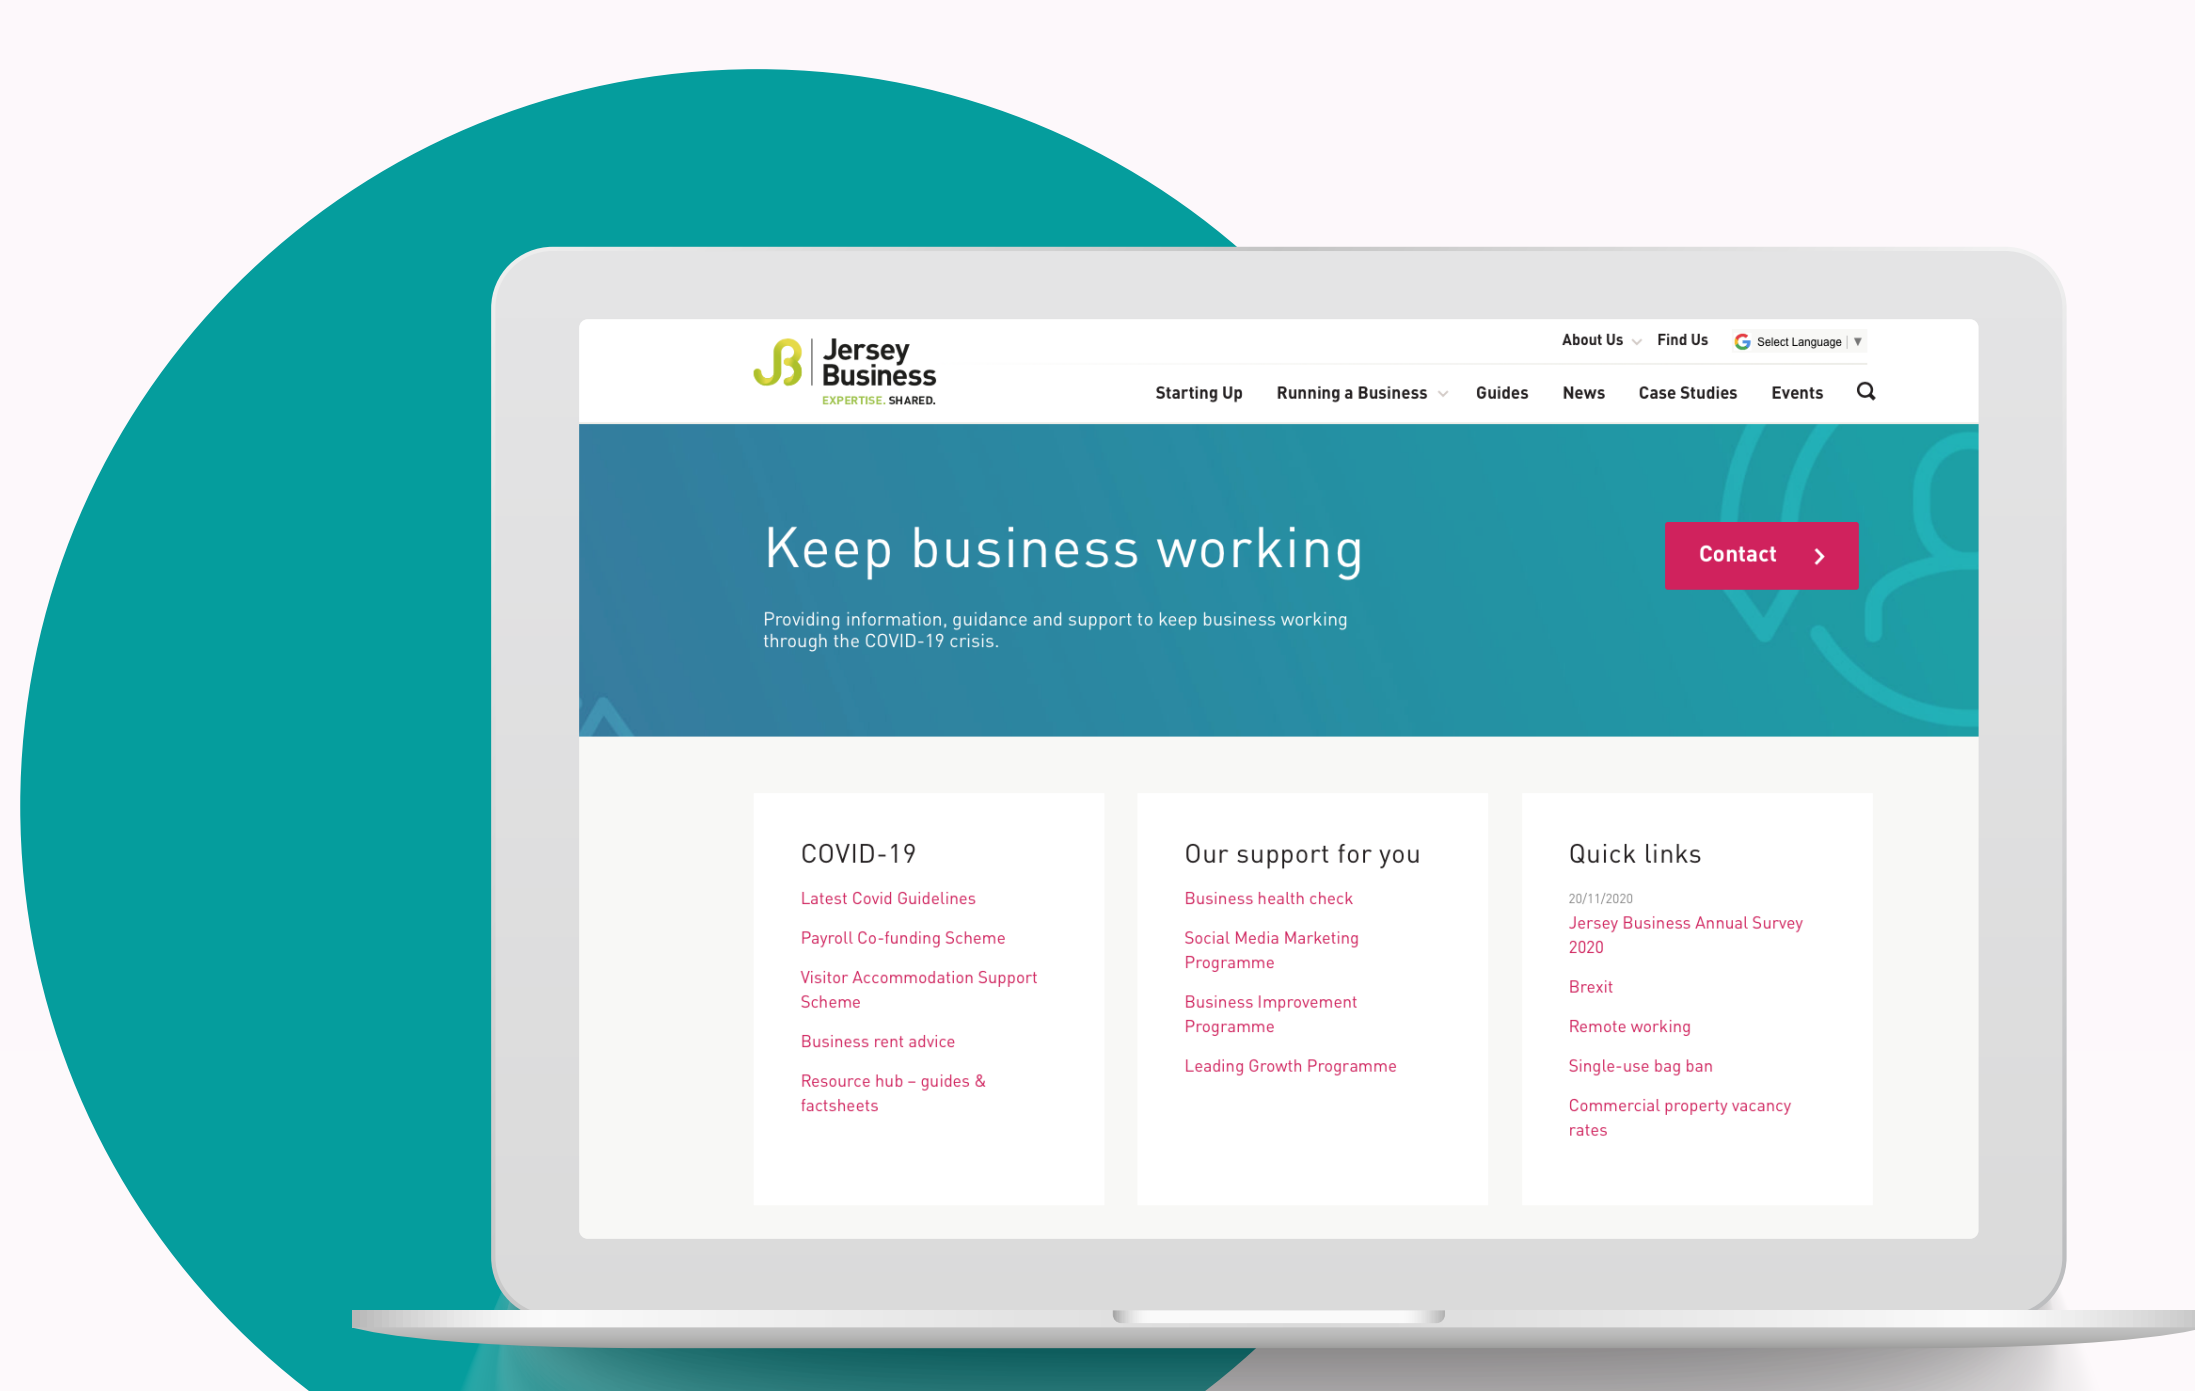 JB
Jersey
Business
EXPERTISE. SHARED.
About Us
Find Us
G Select Language ▼
Starting Up
Running a Business
Guides
News
Case Studies
Events
Keep business working
Contact
Providing information, guidance and support to keep business working
through the COVID-19 crisis.
COVID-19
Latest Covid Guidelines
Payroll Co-funding Scheme
Visitor Accommodation Support
Scheme
Business rent advice
Resource hub – guides &
factsheets
Our support for you
Business health check
Social Media Marketing
Programme
Business Improvement
Programme
Leading Growth Programme
Quick links
20/11/2020
Jersey Business Annual Survey
2020
Brexit
Remote working
Single-use bag ban
Commercial property vacancy
rates